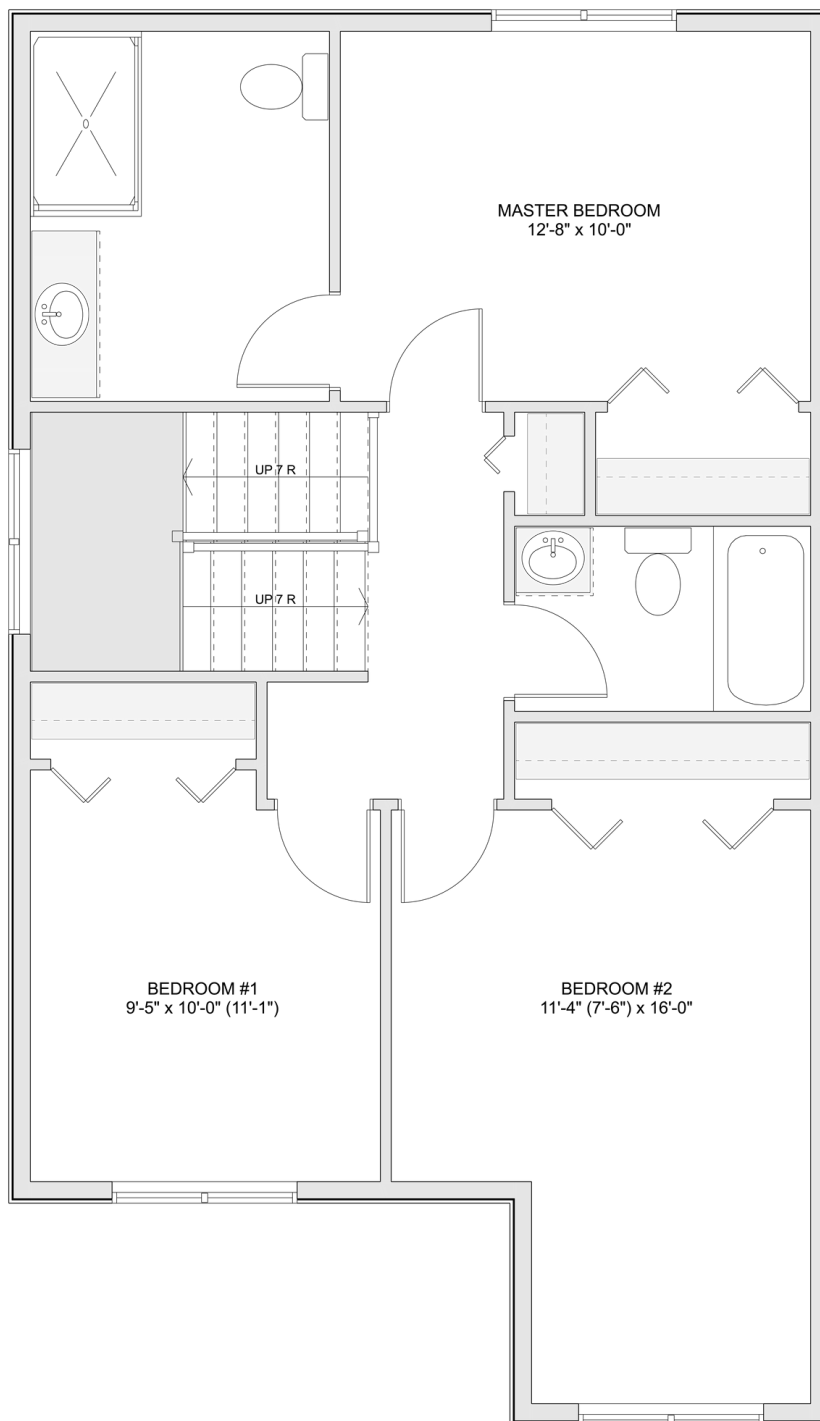 MASTER BEDROOM
12'-8" x 10'-0"
UP 7 R
UP 7 R
BEDROOM #1
9'-5" x 10'-0" (11'-1")
BEDROOM #2
11'-4" (7'-6") x 16'-0"